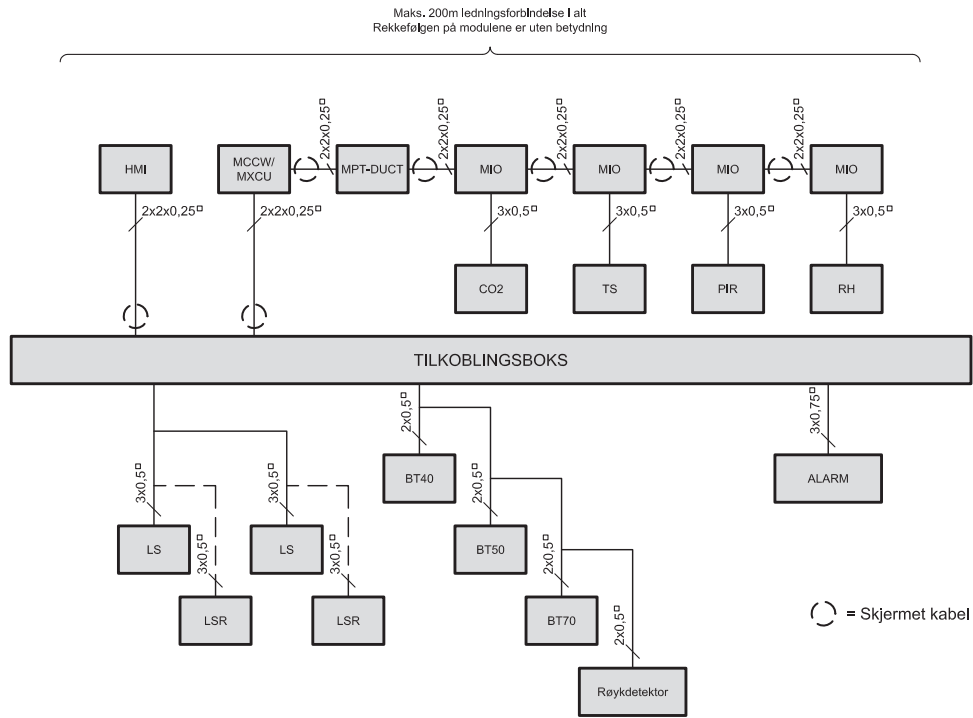 Maks. 200m ledningsforbindelse i alt
Rekkefølgen på modulene er uten betydning
2x2x0,25□
2x2x0,25□
2x2x0,25□
2x2x0,25□
2x2x0,25□
HMI
MCCW/
MXCU
MPT-DUCT
MIO
MIO
MIO
MIO
2x2x0,25□
2x2x0,25□
3x0,5□
3x0,5□
3x0,5□
3x0,5□
CO2
TS
PIR
RH
TILKOBLINGSBOKS
2x0,5□
3x0,75□
3x0,5□
3x0,5□
BT40
ALARM
2x0,5□
LS
LS
BT50
3x0,5□
3x0,5□
2x0,5□
LSR
LSR
BT70
= Skjermet kabel
2x0,5□
Røykdetektor